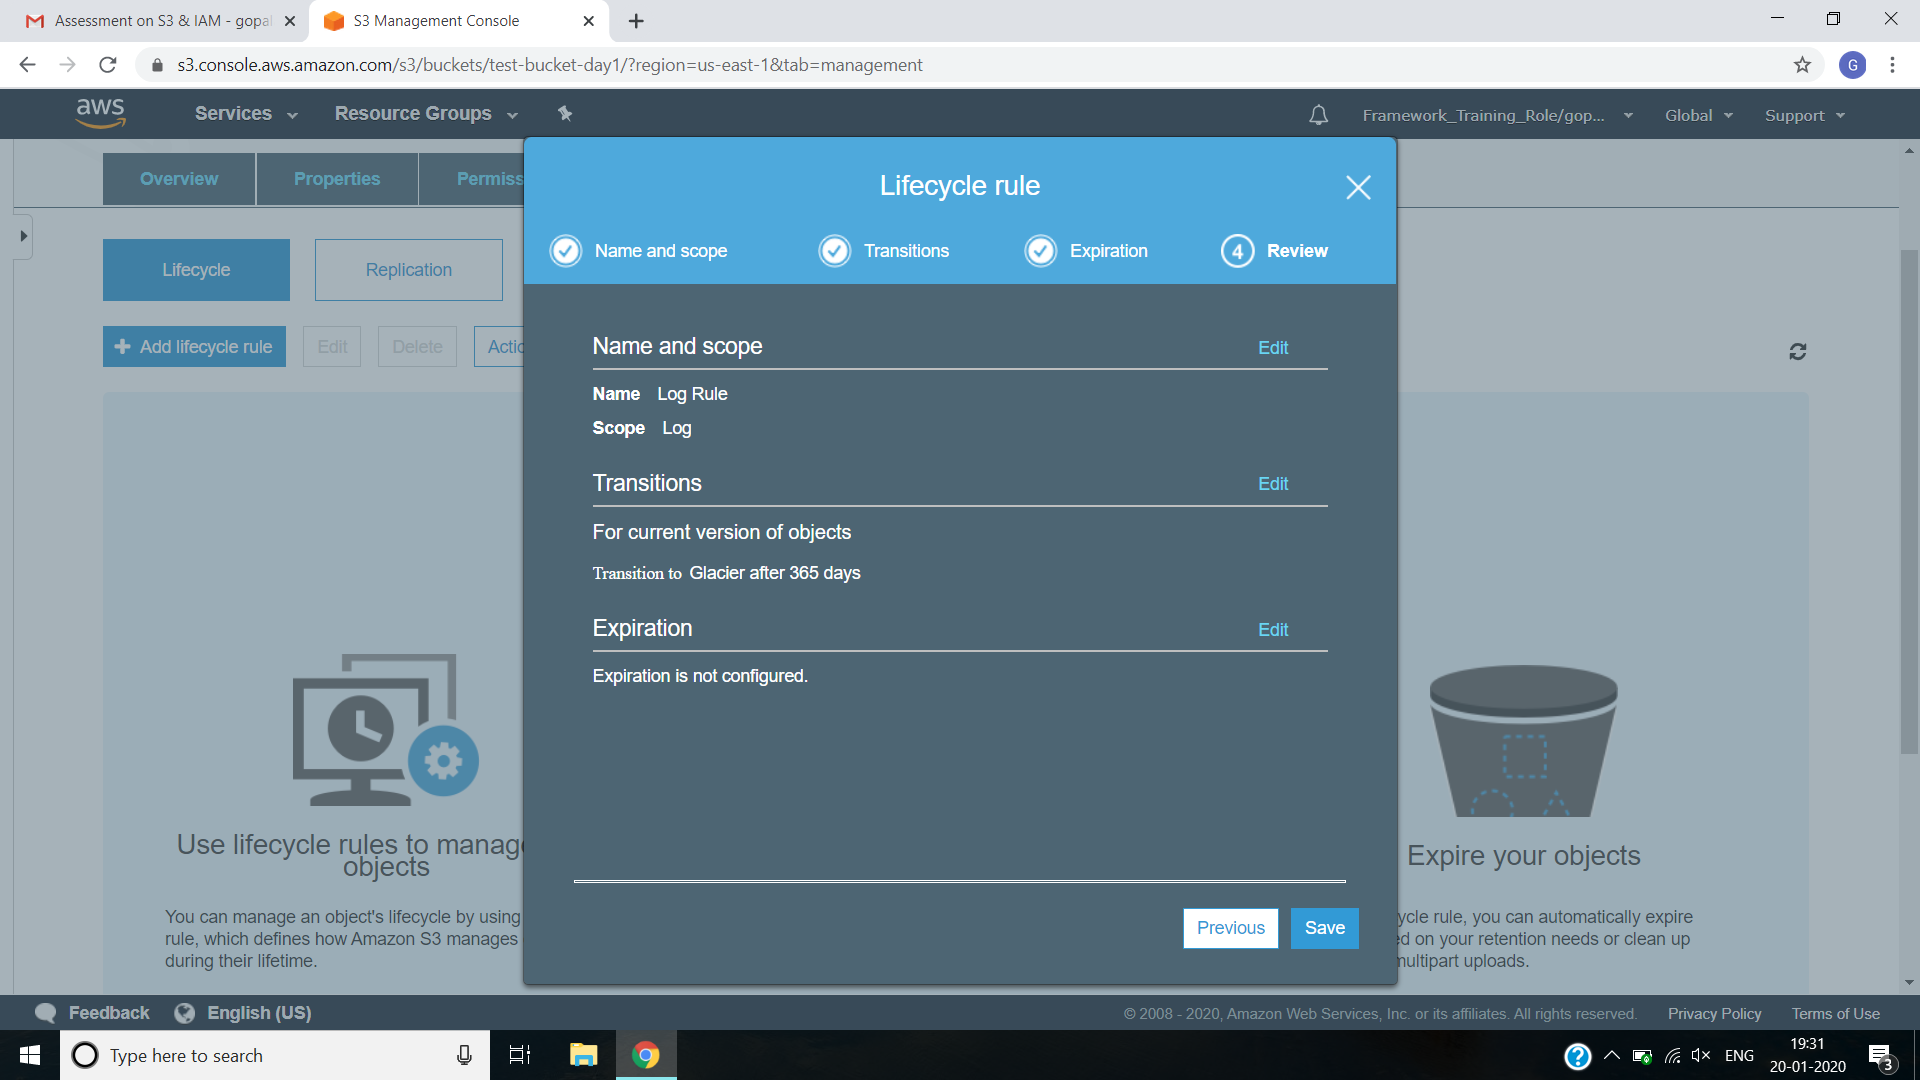 Assessment on S3 & IAM - gopal
S3 Management Console
s3.console.aws.amazon.com/s3/buckets/test-bucket-day1/?region=us-east-1&tab=management
G
aws
Services
Resource Groups
Framework_Training_Role/gop...
Global
Support
Overview
Properties
Permiss
Lifecycle
Replication
Add lifecycle rule
Edit
Delete
Actio
Lifecycle rule
Name and scope
Transitions
Expiration
4 Review
Name and scope
Edit
Name Log Rule
Scope Log
Transitions
Edit
For current version of objects
Transition to Glacier after 365 days
Expiration
Edit
Expiration is not configured.
Previous
Save
Use lifecycle rules to manage
objects
You can manage an object's lifecycle by using
rule, which defines how Amazon S3 manages
during their lifetime.
Expire your objects
ycle rule, you can automatically expire
ed on your retention needs or clean up
multipart uploads.
Feedback
English (US)
© 2008 - 2020, Amazon Web Services, Inc. or its affiliates. All rights reserved.
Privacy Policy
Terms of Use
Type here to search
ENG
19:31
20-01-2020
3